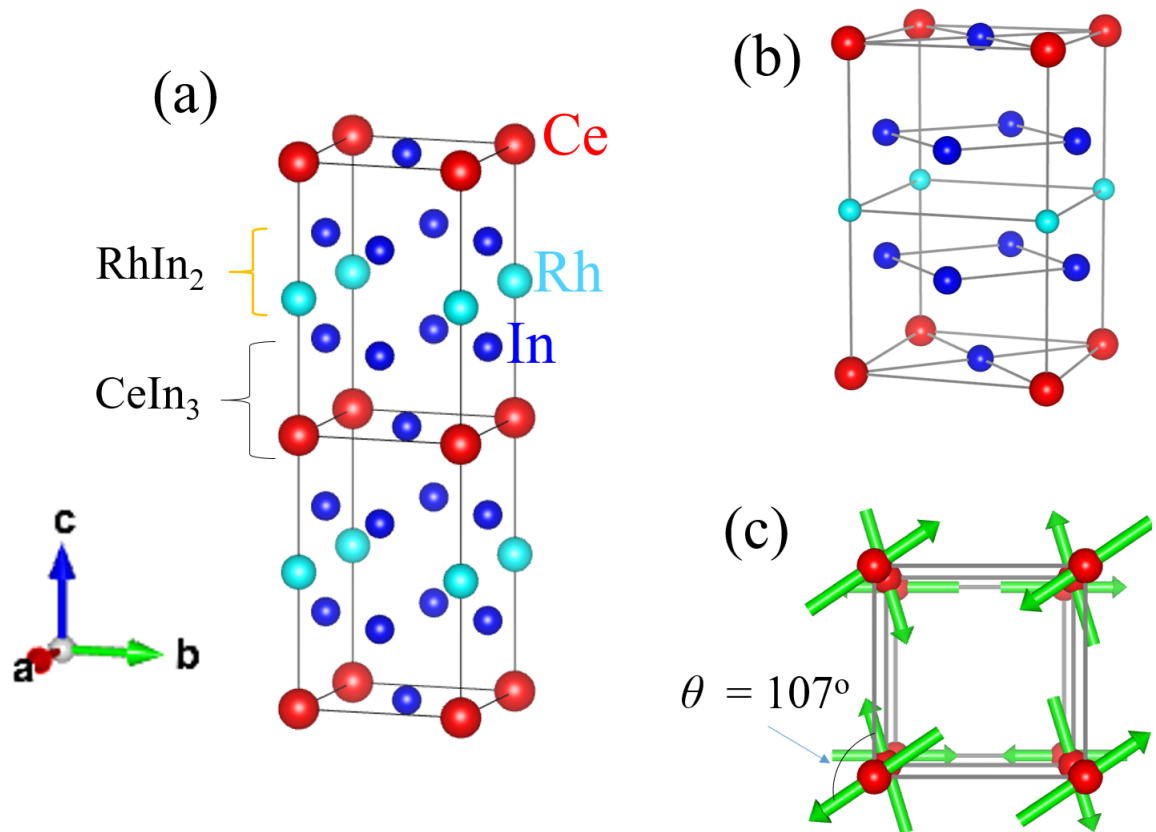 (a)
Ce
RhIn₂
Rh
In
CeIn₃
c
a
b
(b)
(c)
θ = 107°